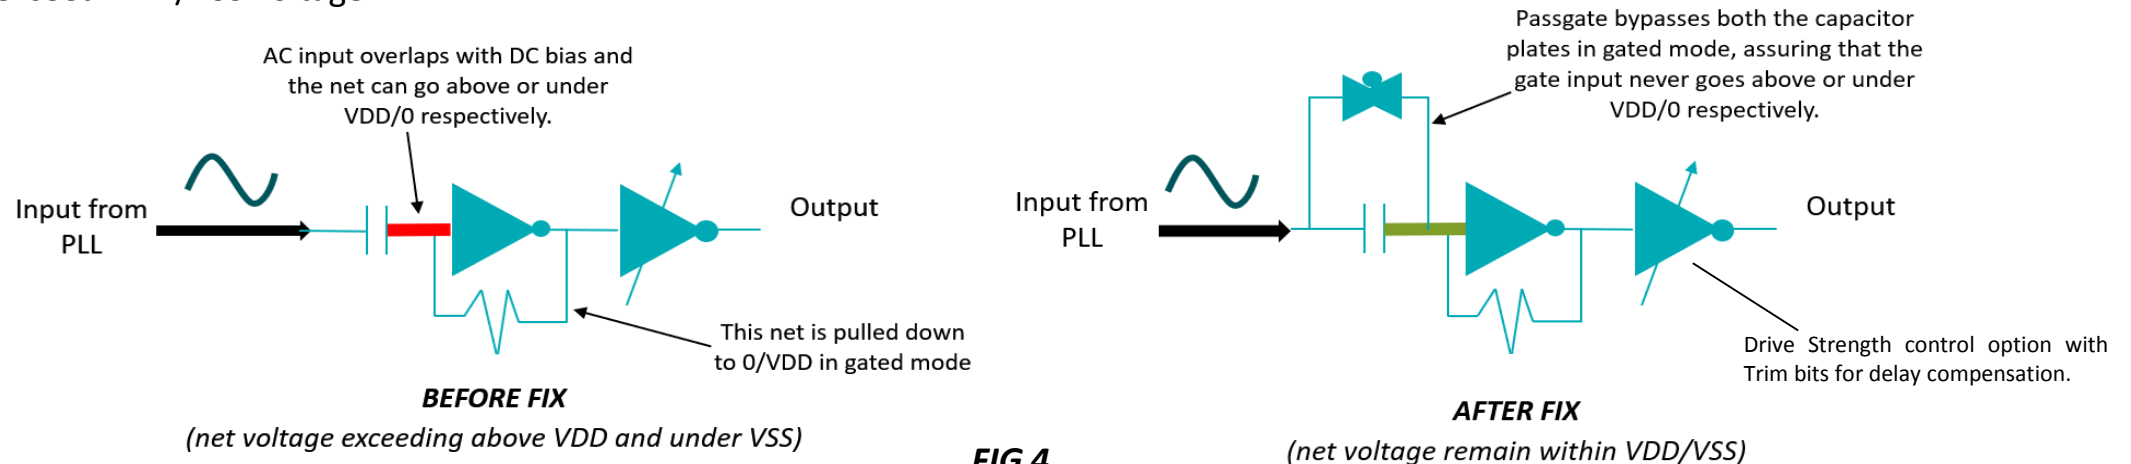 AC input overlaps with DC bias and
the net can go above or under
VDD/0 respectively.
Input from
PLL
Output
This net is pulled down
to 0/VDD in gated mode
BEFORE FIX
(net voltage exceeding above VDD and under VSS)
Passgate bypasses both the capacitor
plates in gated mode, assuring that the
gate input never goes above or under
VDD/0 respectively.
Input from
PLL
Output
Drive Strength control option with
Trim bits for delay compensation.
AFTER FIX
(net voltage remain within VDD/VSS)
FIG 4